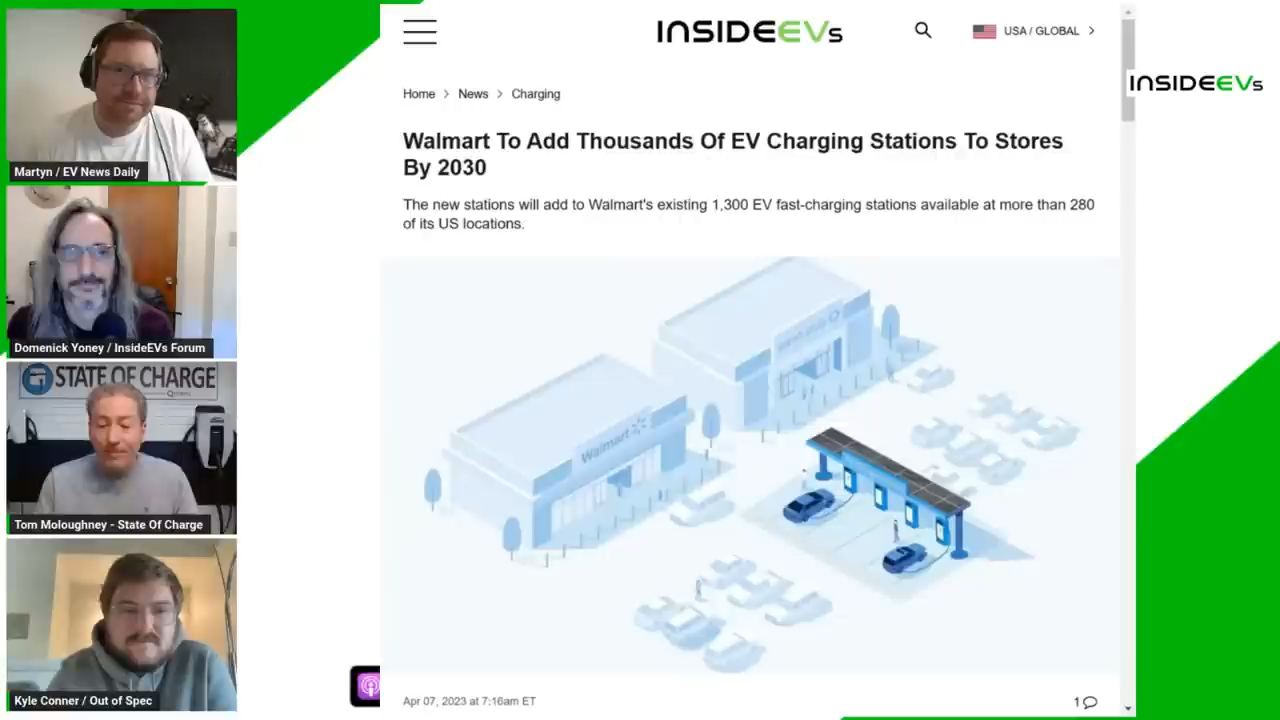 Martyn / EV News Daily
Domenick Yoney / InsideEVs Forum
STATE OF CHARGE
Tom Moloughney - State Of Charge
Kyle Conner / Out of Spec
INSIDEEVs
USA / GLOBAL
Home > News > Charging
Walmart To Add Thousands Of EV Charging Stations To Stores
By 2030
The new stations will add to Walmart's existing 1,300 EV fast-charging stations available at more than 280
of its US locations.
Walmart
Apr 07, 2023 at 7:16am ET
1
INSIDEEVs